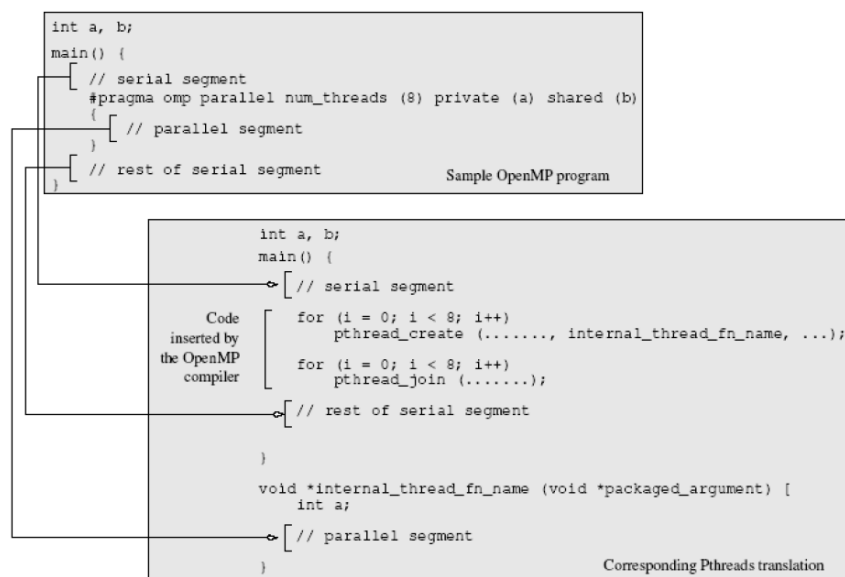 int a, b;
main() {
// serial segment
#pragma omp parallel num_threads (8) private (a) shared (b)
{
// parallel segment
}
// rest of serial segment
}
Sample OpenMP program
int a, b;
main() {
// serial segment
Code
inserted by
the OpenMP
compiler
for (i = 0; i < 8; i++)
pthread_create (......., internal_thread_fn_name, ...);
for (i = 0; i < 8; i++)
pthread_join (.......);
// rest of serial segment
}
void *internal_thread_fn_name (void *packaged_argument) [
int a;
// parallel segment
}
Corresponding Pthreads translation